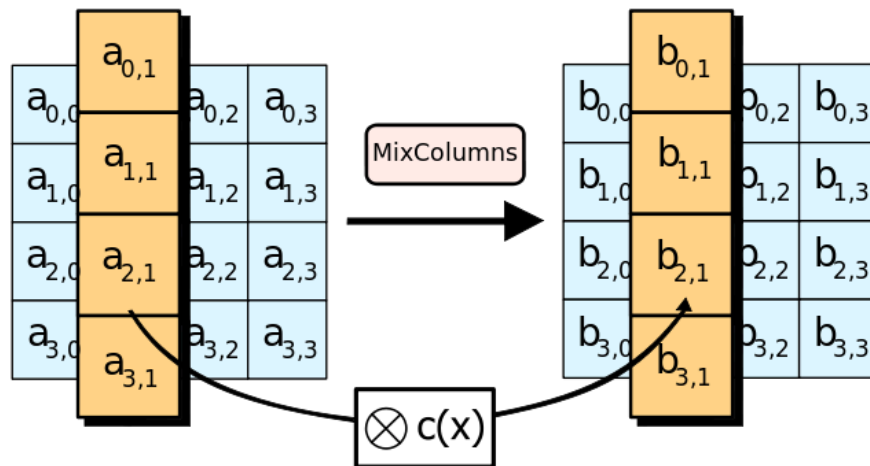 a0,0 a0,1 a0,2 a0,3
a1,0 a1,1 a1,2 a1,3
a2,0 a2,1 a2,2 a2,3
a3,0 a3,1 a3,2 a3,3
MixColumns
b0,0 b0,1 b0,2 b0,3
b1,0 b1,1 b1,2 b1,3
b2,0 b2,1 b2,2 b2,3
b3,0 b3,1 b3,2 b3,3
⊗ c(x)